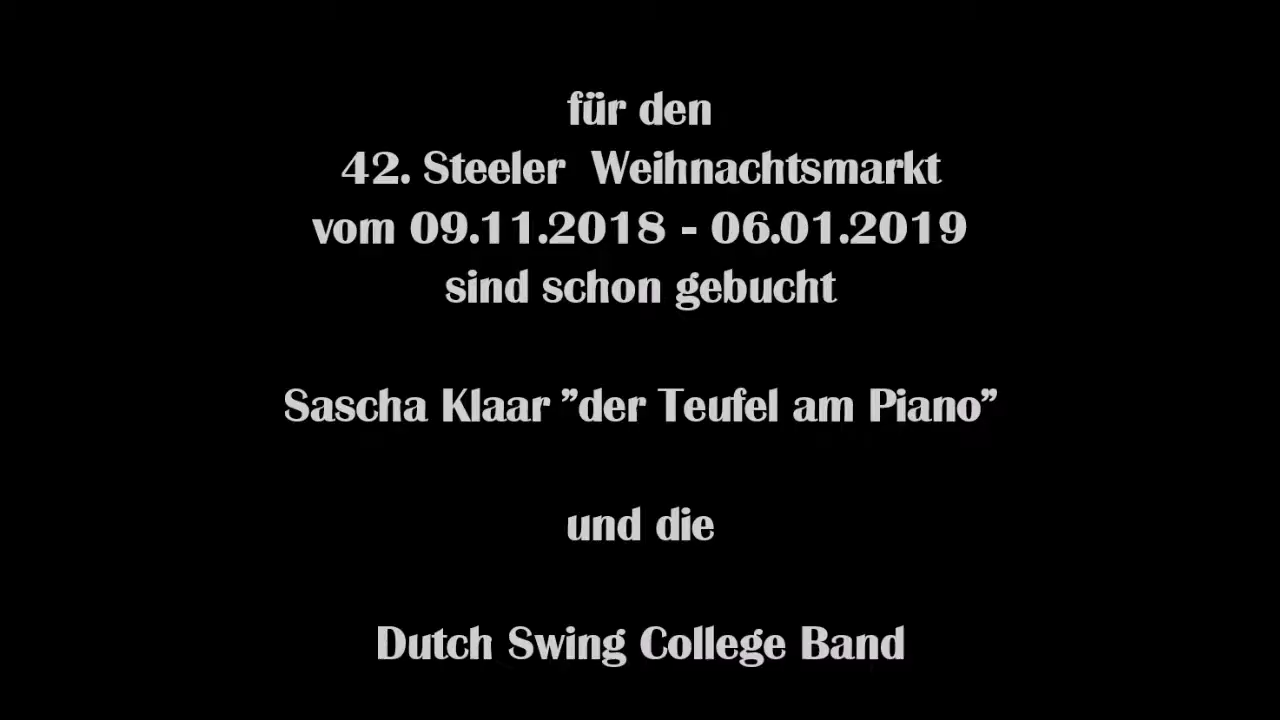 für den
42. Steeler Weihnachtsmarkt
vom 09.11.2018 - 06.01.2019
sind schon gebucht
Sascha Klaar ”der Teufel am Piano”
und die
Dutch Swing College Band